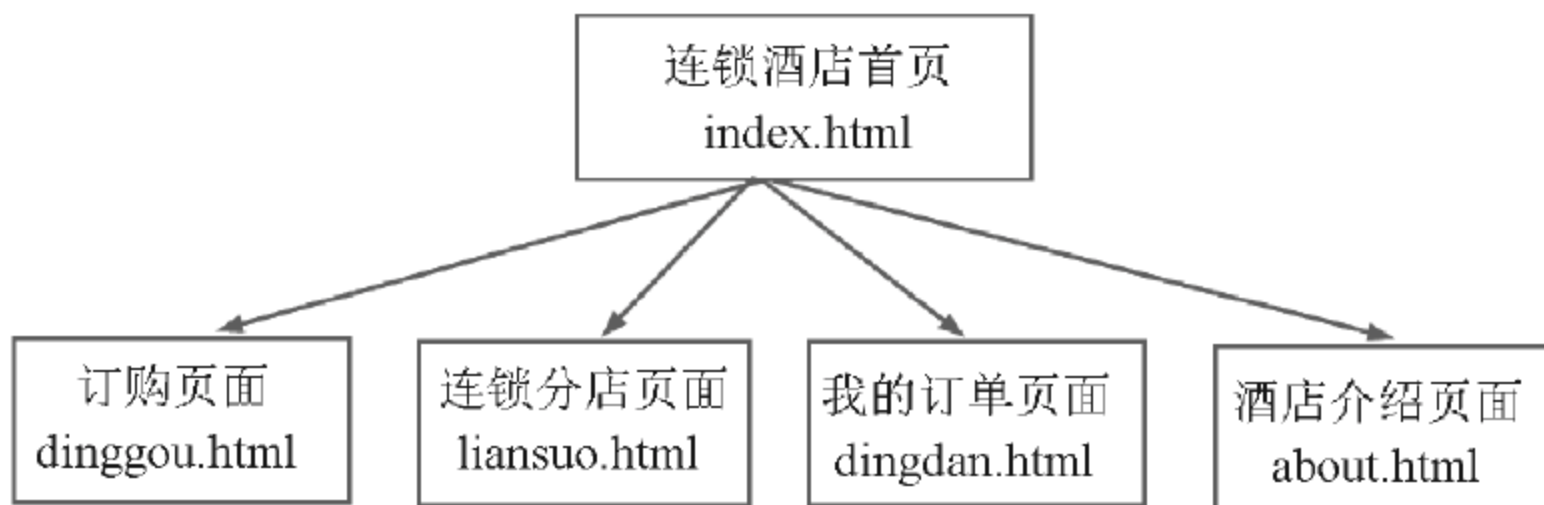 连锁酒店首页
index.html
订购页面
dinggou.html
连锁分店页面
liansuo.html
我的订单页面
dingdan.html
酒店介绍页面
about.html